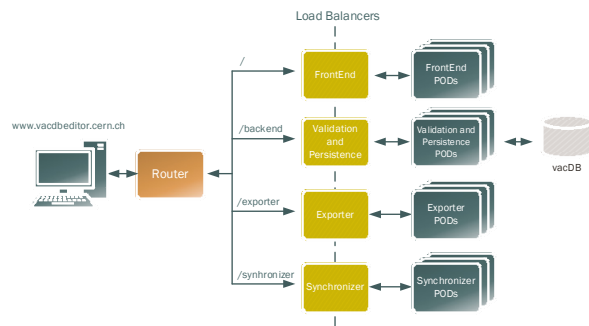 Load Balancers
/
FrontEnd
FrontEnd
PODs
www.vacdbeditor.cern.ch
/backend
Validation
and
Persistence
Validation and
Persistence
PODs
vacDB
Router
/exporter
Exporter
Exporter
PODs
/synhronizer
Synchronizer
Synchronizer
PODs